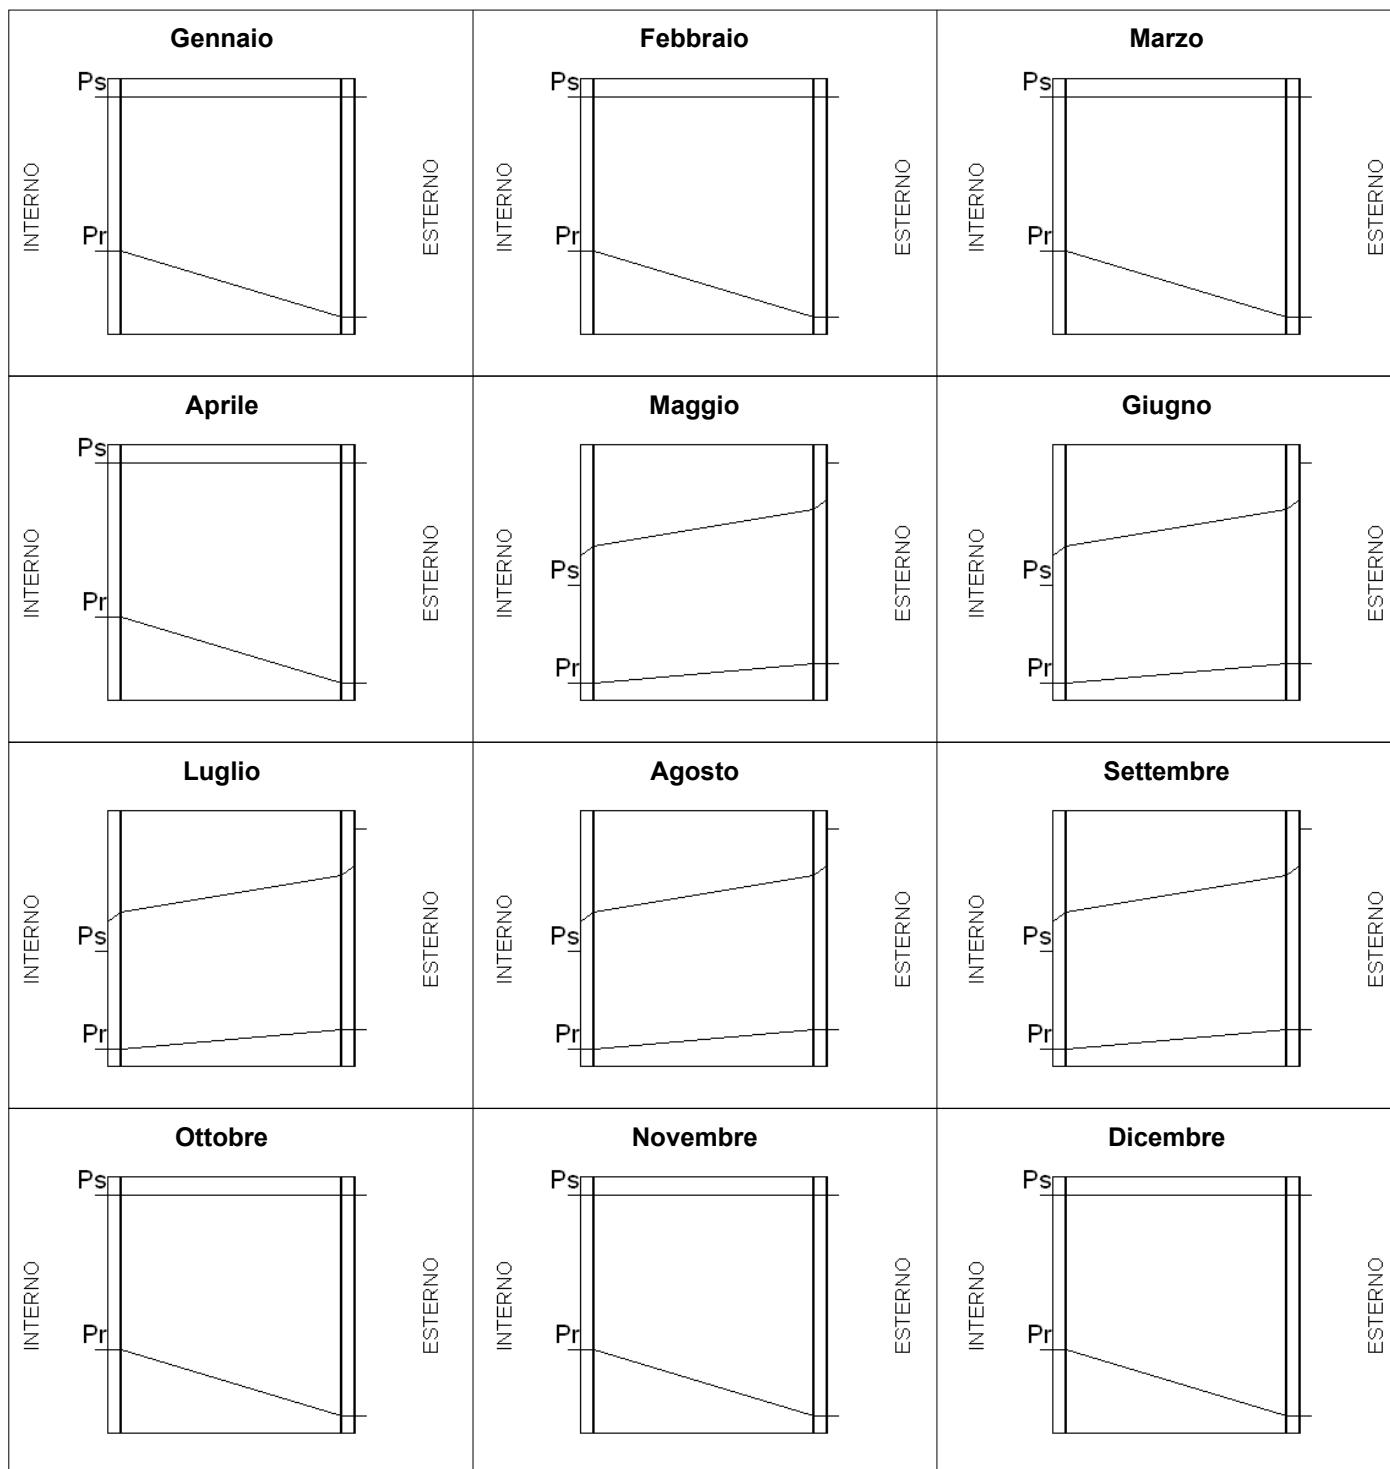 Gennaio
Ps
Pr
INTERNO
ESTERNO
Febbraio
Ps
Pr
INTERNO
ESTERNO
Marzo
Ps
Pr
INTERNO
ESTERNO
Aprile
Ps
Pr
INTERNO
ESTERNO
Maggio
Ps
Pr
INTERNO
ESTERNO
Giugno
Ps
Pr
INTERNO
ESTERNO
Luglio
Ps
Pr
INTERNO
ESTERNO
Agosto
Ps
Pr
INTERNO
ESTERNO
Settembre
Ps
Pr
INTERNO
ESTERNO
Ottobre
Ps
Pr
INTERNO
ESTERNO
Novembre
Ps
Pr
INTERNO
ESTERNO
Dicembre
Ps
Pr
INTERNO
ESTERNO